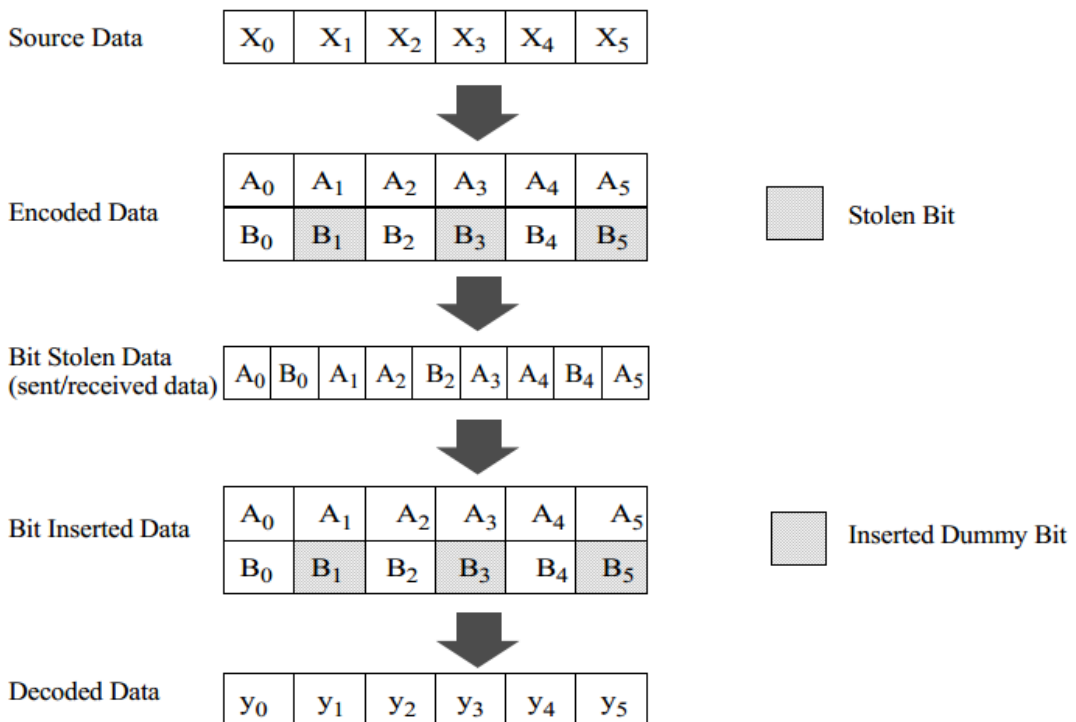 Source Data X₀ X₁ X₂ X₃ X₄ X₅
A₀ A₁ A₂ A₃ A₄ A₅
Encoded Data
B₀ B₁ B₂ B₃ B₄ B₅
Stolen Bit
Bit Stolen Data
(sent/received data) A₀ B₀ A₁ A₂ B₂ A₃ A₄ B₄ A₅
A₀ A₁ A₂ A₃ A₄ A₅
Bit Inserted Data
B₀ B₁ B₂ B₃ B₄ B₅
Inserted Dummy Bit
Decoded Data y₀ y₁ y₂ y₃ y₄ y₅